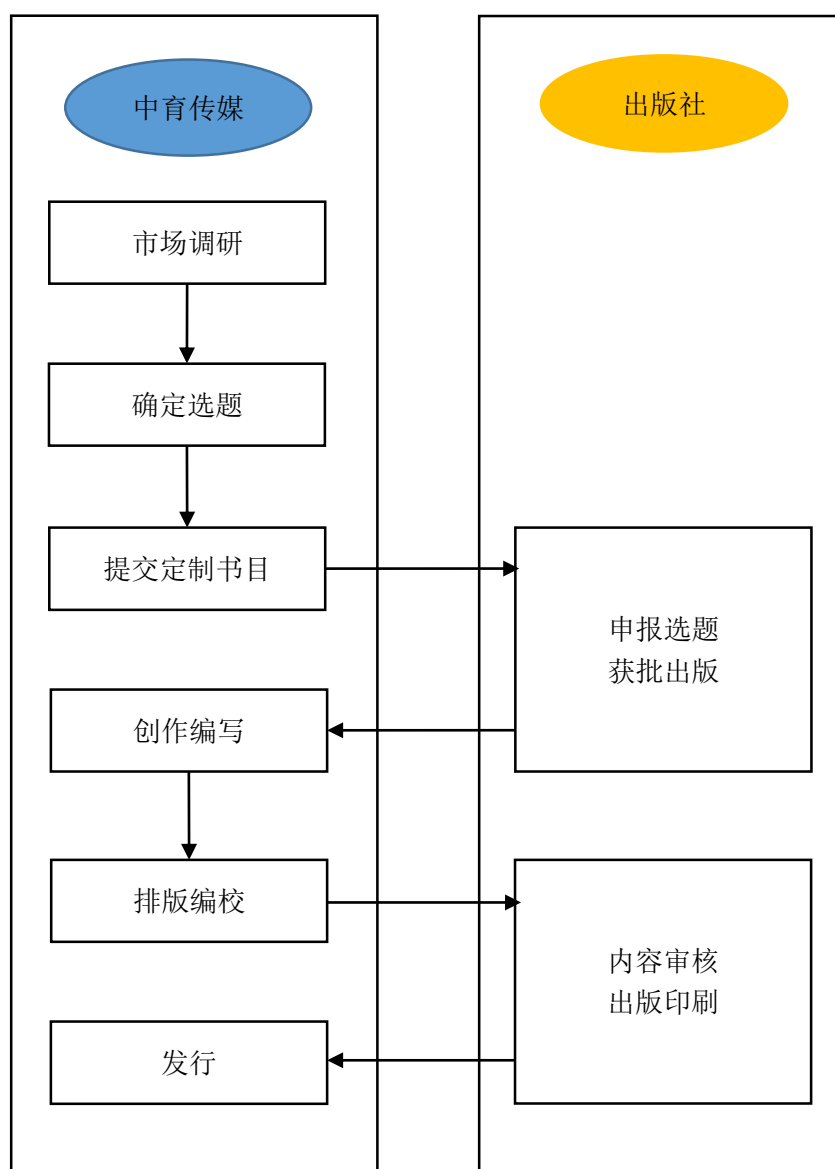 中育传媒
出版社
市场调研
确定选题
提交定制书目
申报选题
获批出版
创作编写
排版编校
内容审核
出版印刷
发行